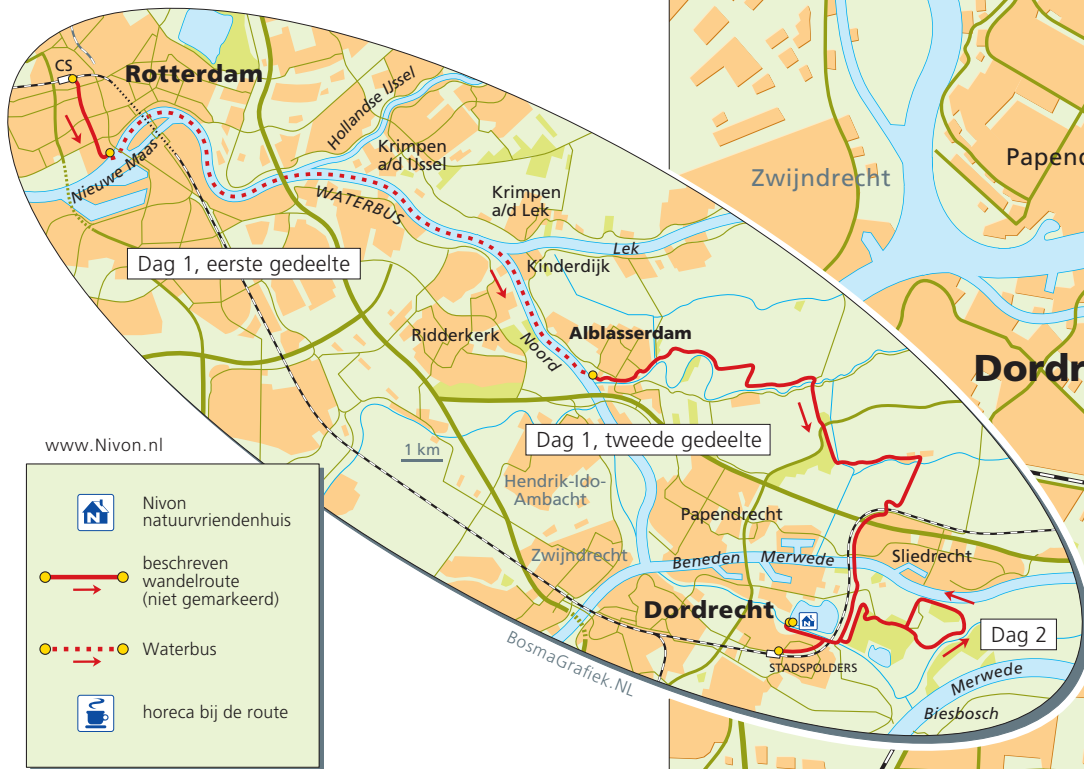 CS
Rotterdam
Hollandse IJssel
Krimpen
a/d IJssel
Nieuwe Maas
WATERBUS
Krimpen
a/d Lek
Lek
Dag 1, eerste gedeelte
Kinderdijk
Ridderkerk
Noord
Alblasserdam
Zwijndrecht
Papend
Dordr
www.Nivon.nl
1 km
Dag 1, tweede gedeelte
Hendrik-Ido-
Ambacht
Papendrecht
Zwijndrecht
Beneden Merwede
Sliedrecht
Dordrecht
N
STADSPOLDERS
Dag 2
Merwede
Biesbosch
BosmaGrafiek.NL
N
Nivon
natuurvriendenhuis
beschreven
wandelroute
(niet gemarkeerd)
Waterbus
horeca bij de route